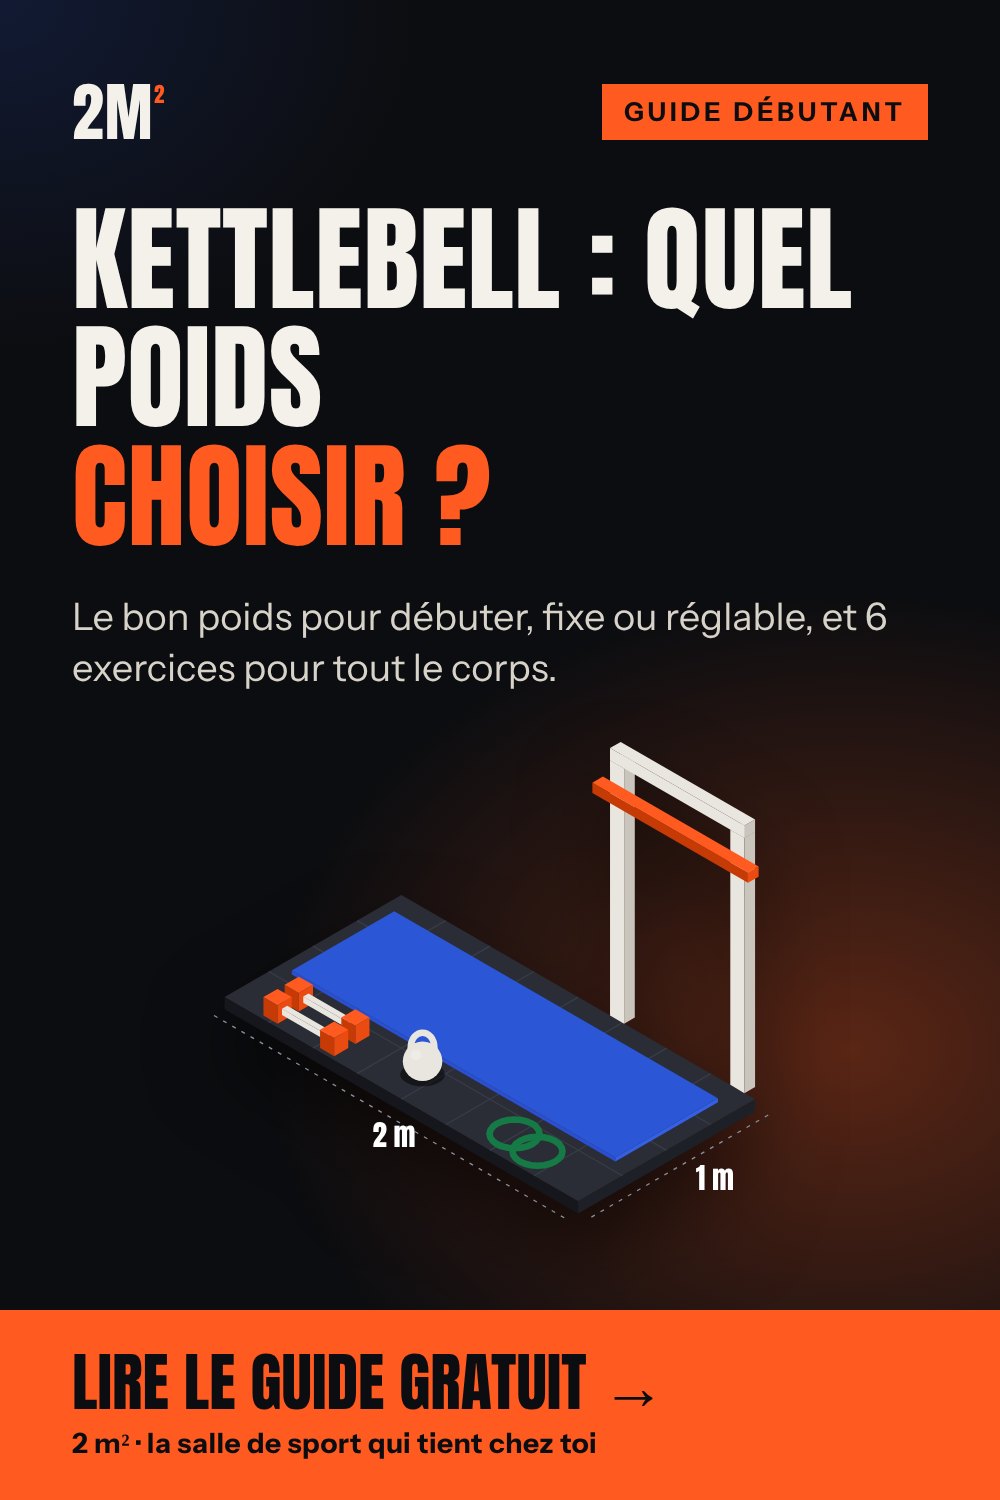 2M²
GUIDE DÉBUTANT
KETTLEBELL : QUEL
POIDS
CHOISIR ?
Le bon poids pour débuter, fixe ou réglable, et 6
exercices pour tout le corps.
2 m
1 m
LIRE LE GUIDE GRATUIT →
2 m² · la salle de sport qui tient chez toi